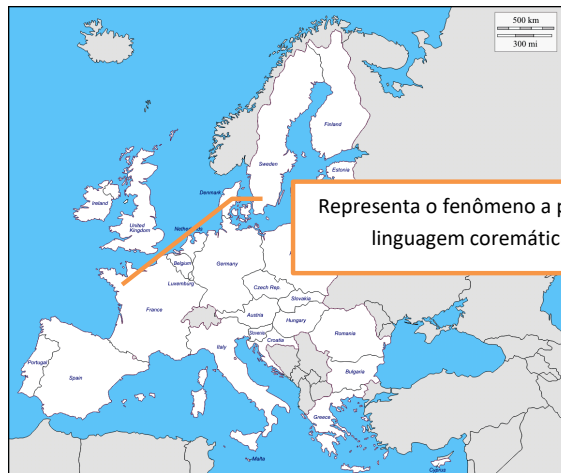 500 km
300 mi
Finland
Sweden
Estonia
Denmark
Ireland
United
Kingdom
Representa o fenômeno a p
linguagem coremátic
Belgium
Germany
Luxembourg
Czech Rep.
Slovakia
France
Austria
Hungary
Slovenia
Croatia
Romania
Italy
Bulgaria
Portugal
Spain
Greece
Malta
Cyprus